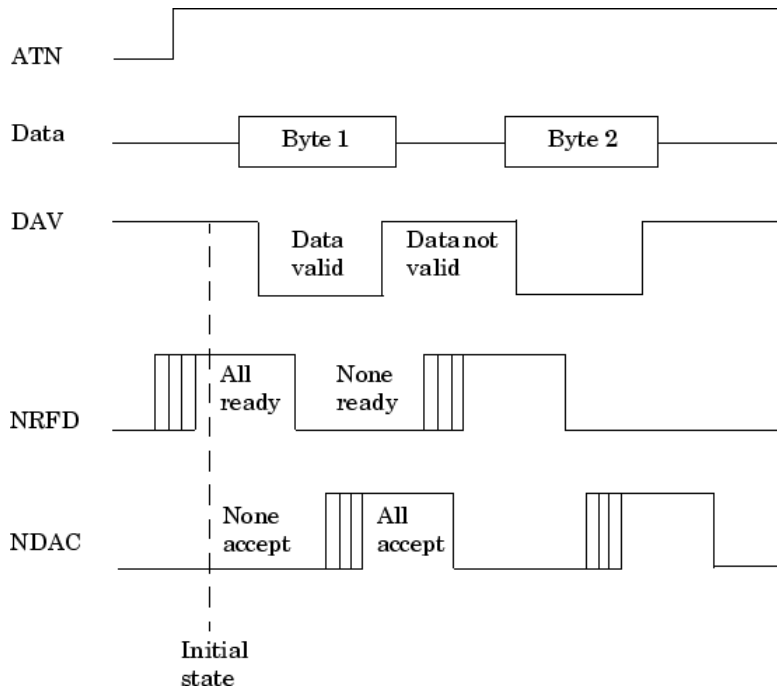 ATN
Data
Byte 1
Byte 2
DAV
Data
valid
Data not
valid
NRFD
All
ready
None
ready
NDAC
None
accept
All
accept
Initial
state